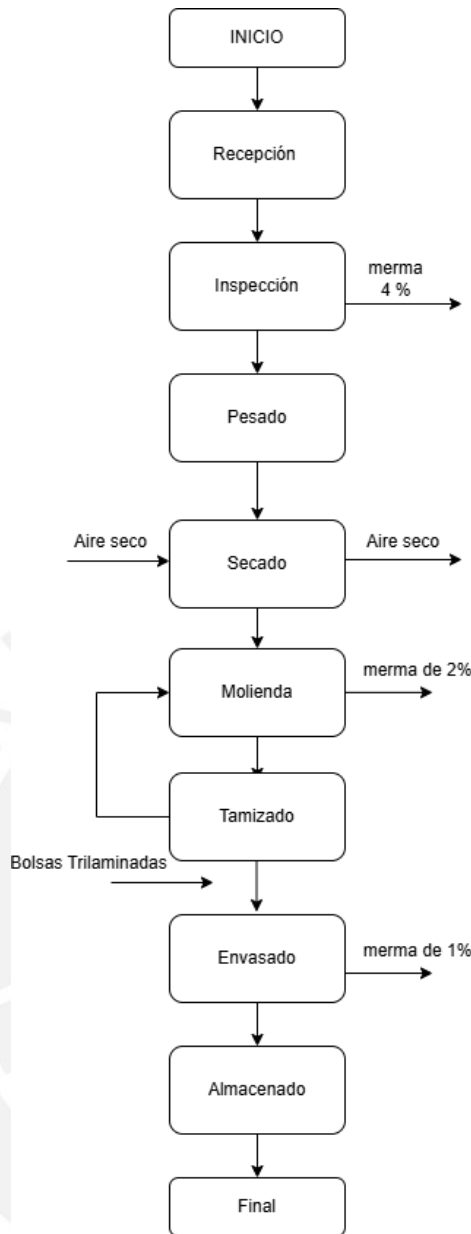 INICIO
Recepción
Inspección
merma
4 %
Pesado
Aire seco
Secado
Aire seco
Molienda
merma de 2%
Tamizado
Bolsas Trilaminadas
Envasado
merma de 1%
Almacenado
Final